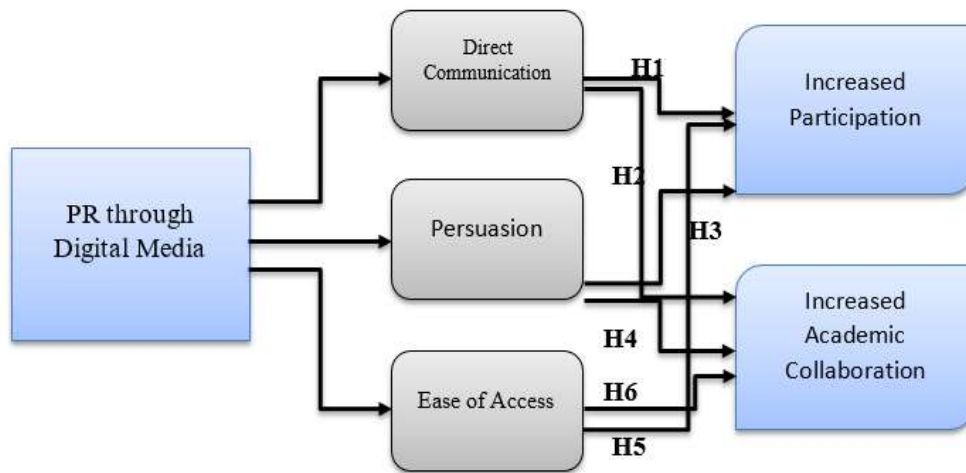 Direct
Communication
H1
Increased
Participation
H2
PR through
Digital Media
Persuasion
H3
Increased
Academic
Collaboration
H4
Ease of Access
H6
H5